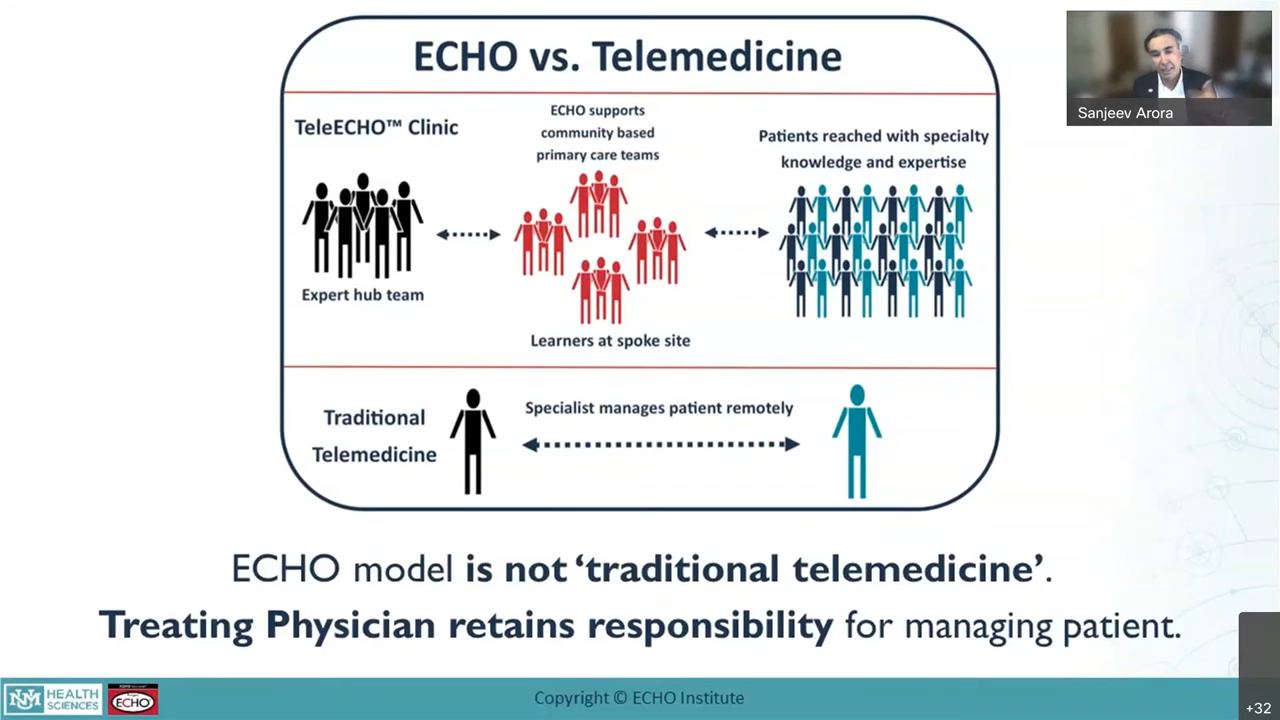 ECHO vs. Telemedicine
TeleECHO™ Clinic
ECHO supports
community based
primary care teams
Patients reached with specialty
knowledge and expertise
Expert hub team
Learners at spoke site
Traditional
Telemedicine
Specialist manages patient remotely
ECHO model is not ‘traditional telemedicine’.
Treating Physician retains responsibility for managing patient.
Sanjeev Arora
HEALTH
SCIENCES
ECHO
Copyright © ECHO Institute
+32